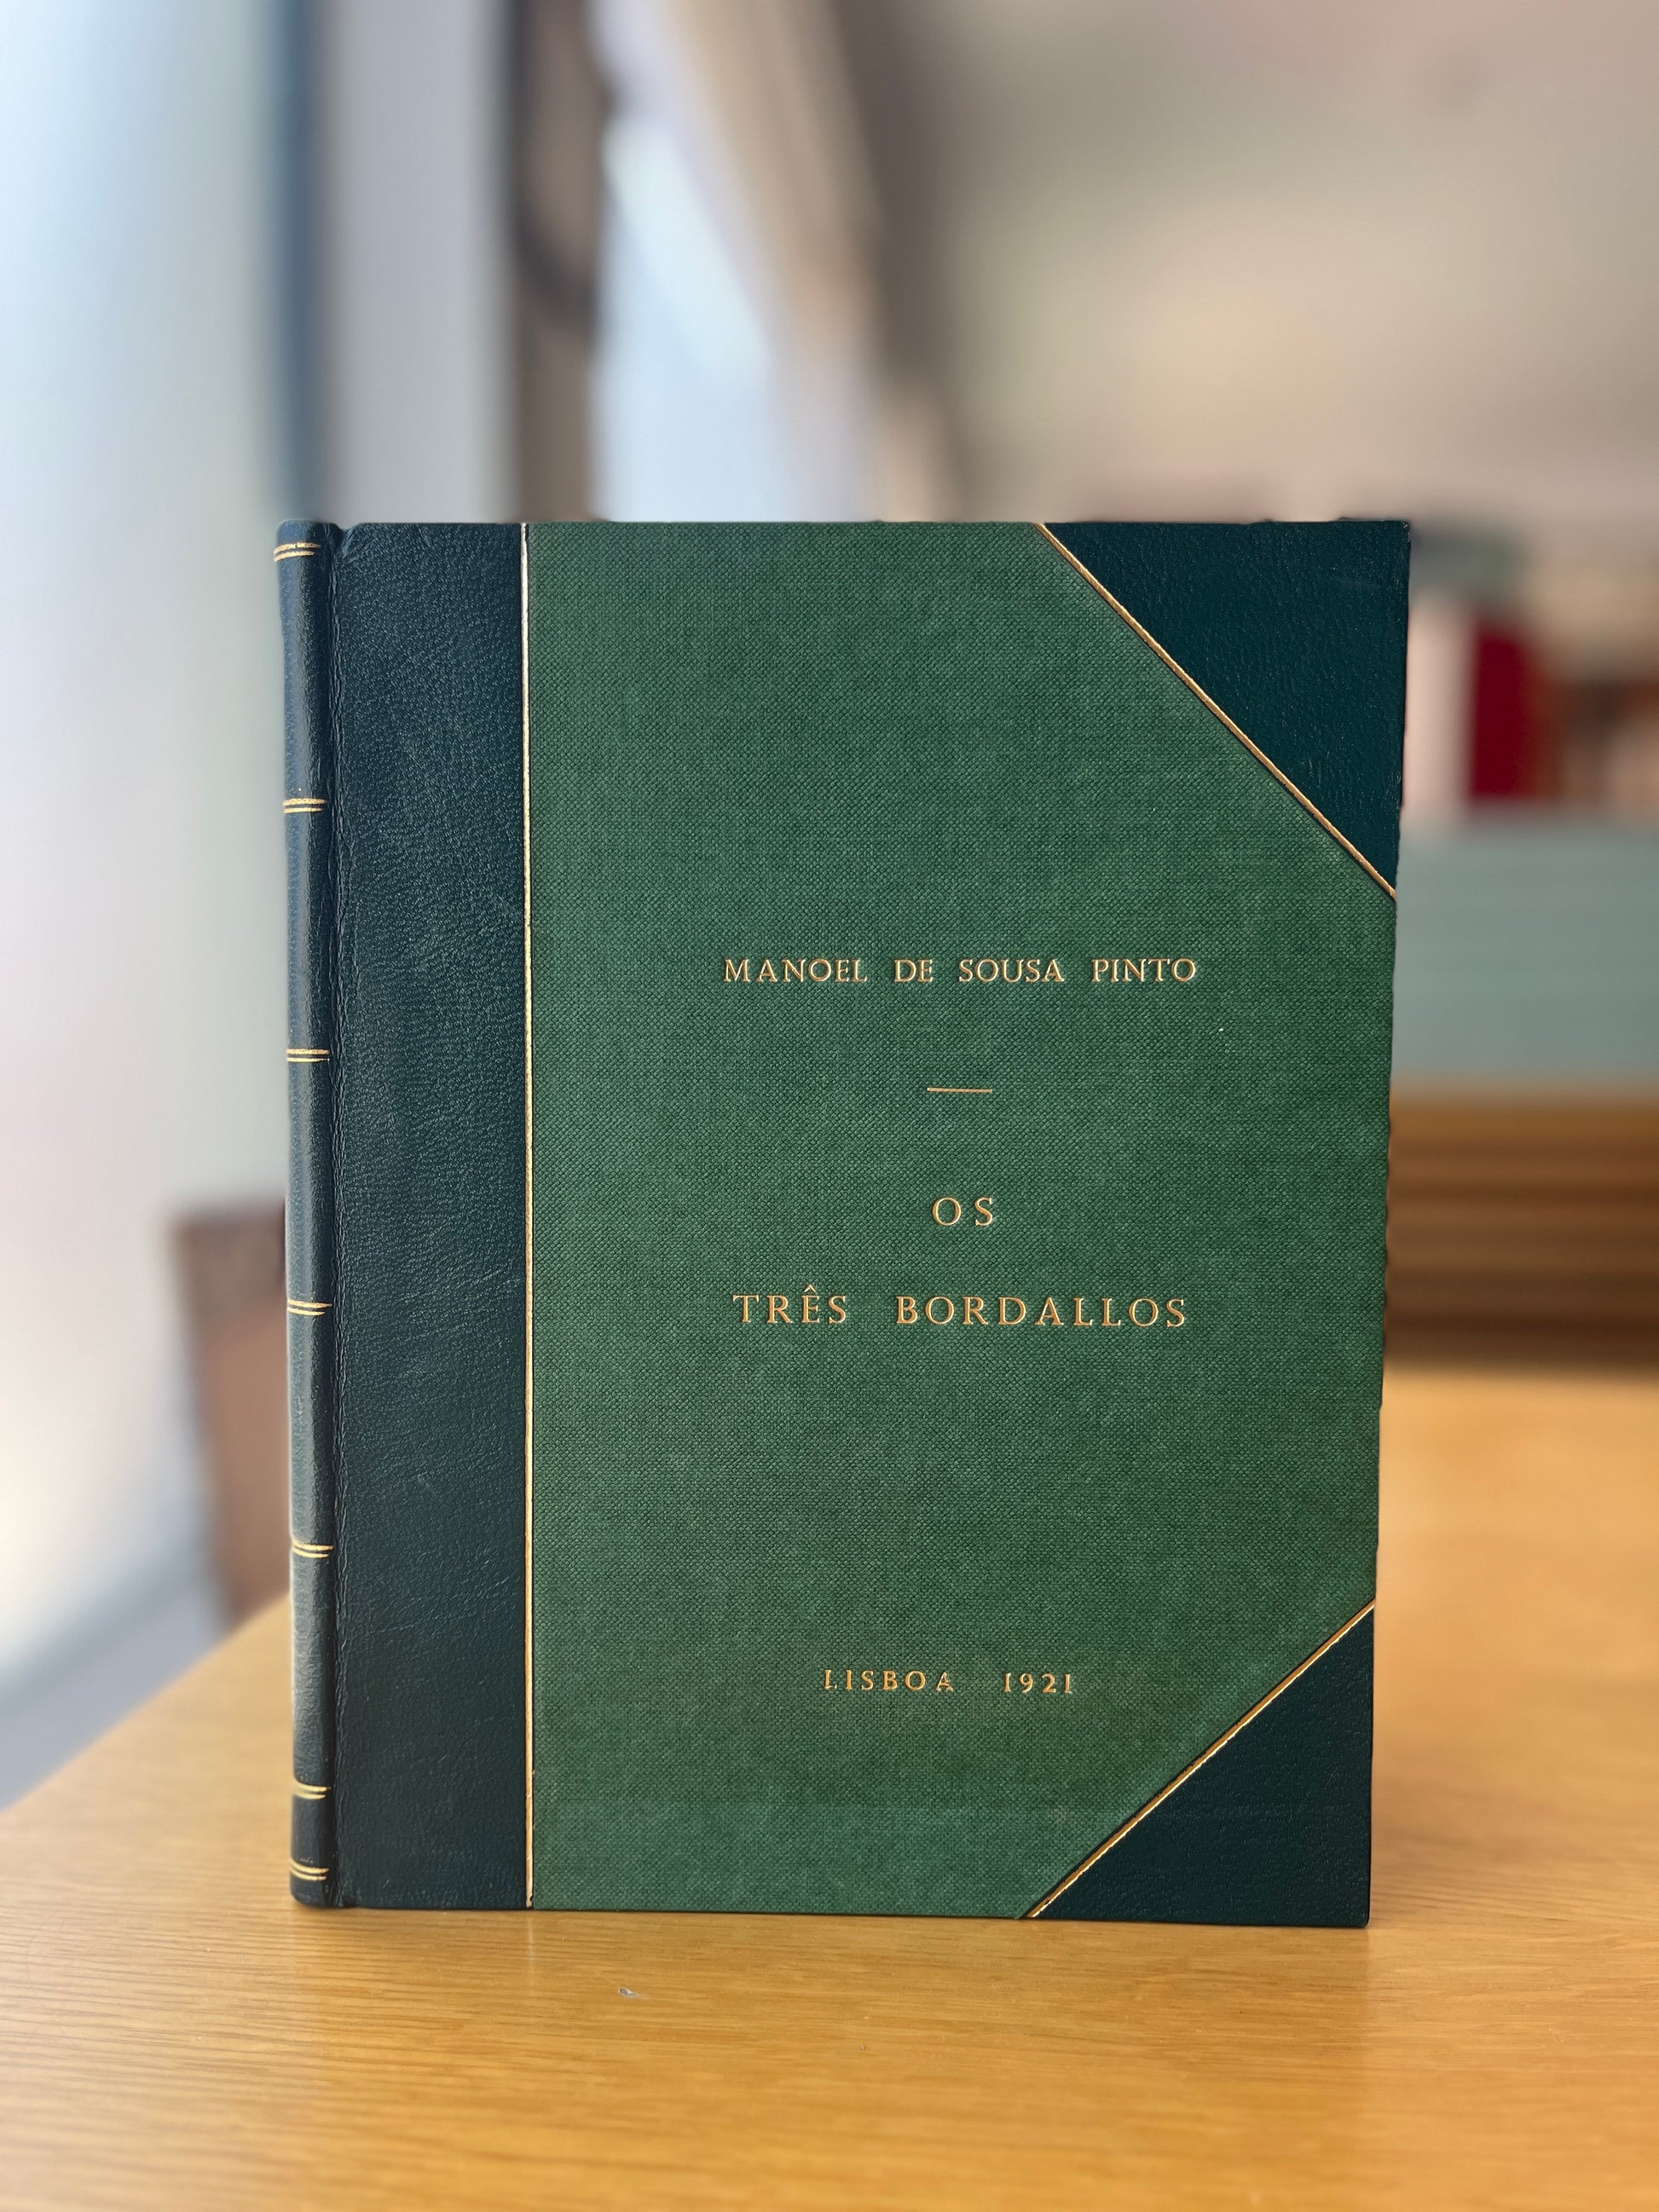 MANOEL DE SOUSA PINTO
OS
TRÊS BORDALLOS
LISBOA 1921